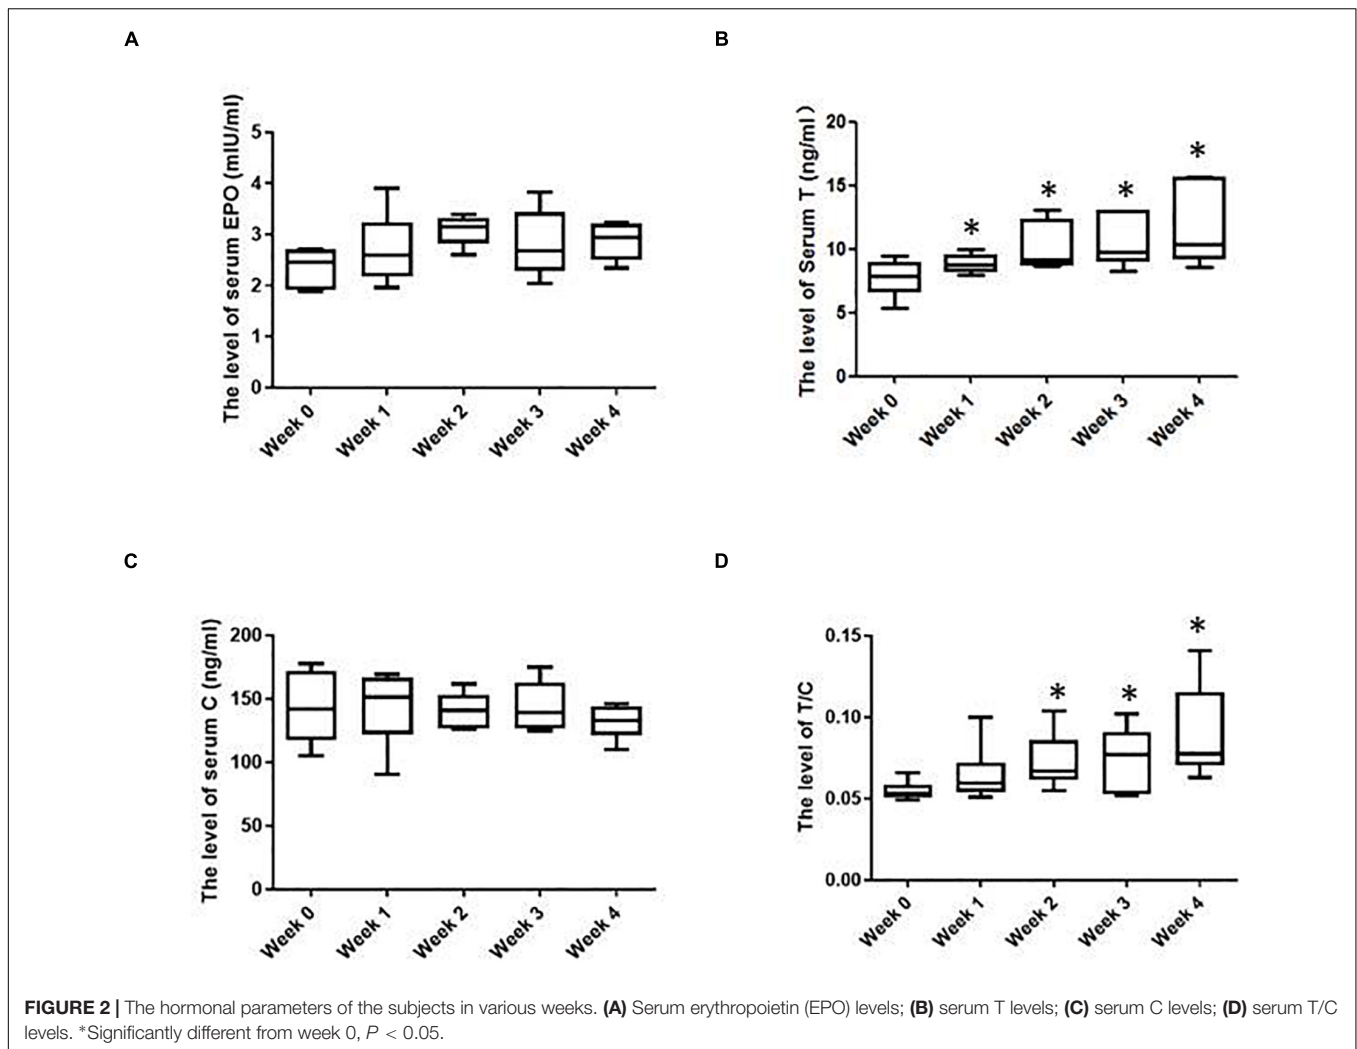 A
The level of serum EPO (mIU/ml)
5
4
3
2
1
0
Week 0
Week 1
Week 2
Week 3
Week 4
B
The level of Serum T (ng/ml)
20
15
10
5
0
*
*
*
*
Week 0
Week 1
Week 2
Week 3
Week 4
C
The level of serum C (ng/ml)
200
150
100
50
0
Week 0
Week 1
Week 2
Week 3
Week 4
D
The level of T/C
0.15
0.10
0.05
0.00
*
*
*
Week 0
Week 1
Week 2
Week 3
Week 4
FIGURE 2 | The hormonal parameters of the subjects in various weeks. (A) Serum erythropoietin (EPO) levels; (B) serum T levels; (C) serum C levels; (D) serum T/C
levels. *Significantly different from week 0, P < 0.05.